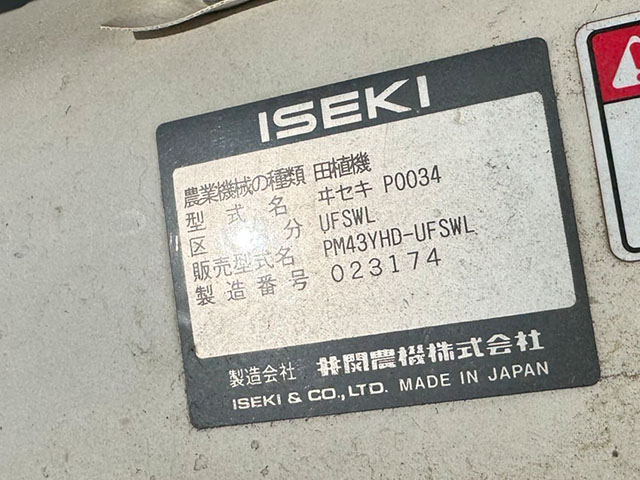 ISEKI
農業機械の種類 田植機
型式名 ヰセキ P0034
区分 UFSWL
販売型式名 PM43YHD-UFSWL
製造番号 023174
製造会社 井関農機株式会社
ISEKI & CO.,LTD. MADE IN JAPAN